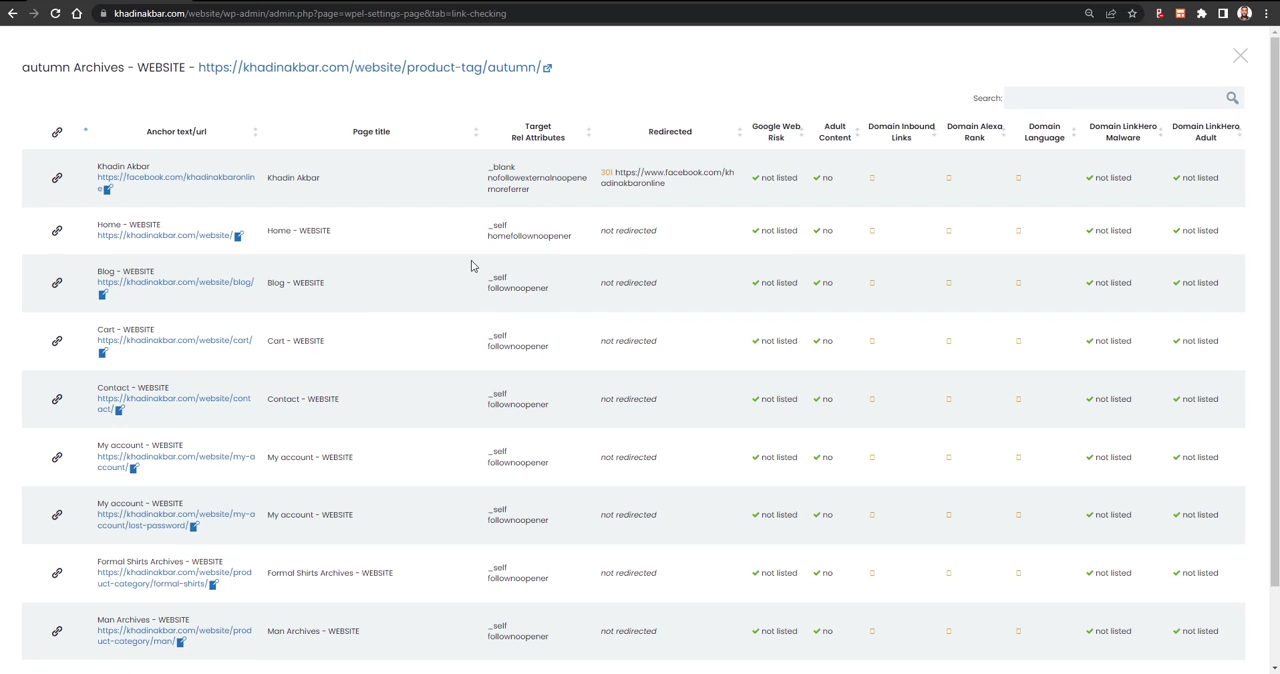 khadinakbar.com/website/wp-admin/admin.php?page=wpel-settings-page&tab=link-checking
autumn Archives - WEBSITE - https://khadinakbar.com/website/product-tag/autumn/
Search:
Anchor text/url
Page title
Target
Rel Attributes
Redirected
Google Web
Risk
Adult
Content
Domain Inbound
Links
Domain Alexa
Rank
Domain
Language
Domain LinkHero
Malware
Domain LinkHero
Adult
Khadin Akbar
https://facebook.com/khadinakbaronlin
e
Khadin Akbar
_blank
nofollowexternalnoopene
rnoreferrer
301 https://www.facebook.com/kh
adinakbaronline
not listed
no
not listed
not listed
Home - WEBSITE
https://khadinakbar.com/website/
Home - WEBSITE
_self
homefollownoopener
not redirected
not listed
no
not listed
not listed
Blog - WEBSITE
https://khadinakbar.com/website/blog/
Blog - WEBSITE
_self
follownoopener
not redirected
not listed
no
not listed
not listed
Cart - WEBSITE
https://khadinakbar.com/website/cart/
Cart - WEBSITE
_self
follownoopener
not redirected
not listed
no
not listed
not listed
Contact - WEBSITE
https://khadinakbar.com/website/cont
act/
Contact - WEBSITE
_self
follownoopener
not redirected
not listed
no
not listed
not listed
My account - WEBSITE
https://khadinakbar.com/website/my-a
ccount/
My account - WEBSITE
_self
follownoopener
not redirected
not listed
no
not listed
not listed
My account - WEBSITE
https://khadinakbar.com/website/my-a
ccount/lost-password/
My account - WEBSITE
_self
follownoopener
not redirected
not listed
no
not listed
not listed
Formal Shirts Archives - WEBSITE
https://khadinakbar.com/website/prod
uct-category/formal-shirts/
Formal Shirts Archives - WEBSITE
_self
follownoopener
not redirected
not listed
no
not listed
not listed
Man Archives - WEBSITE
https://khadinakbar.com/website/prod
uct-category/man/
Man Archives - WEBSITE
_self
follownoopener
not redirected
not listed
no
not listed
not listed